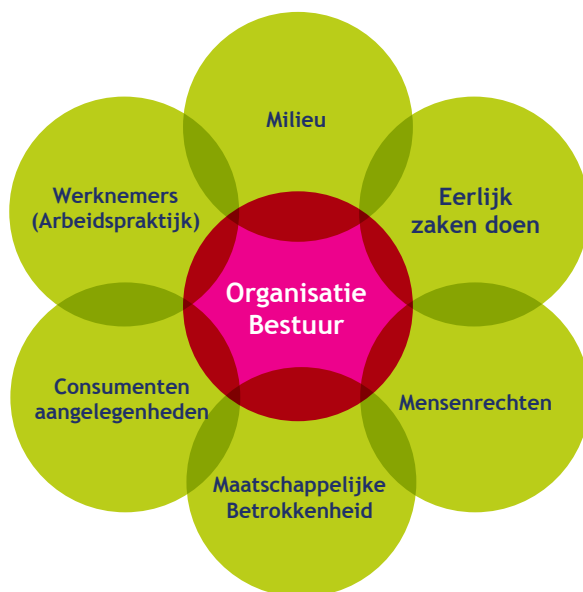 Milieu
Werknemers
(Arbeidspraktijk)
Eerlijk
zaken doen
Organisatie
Bestuur
Consumenten
aangelegenheden
Mensenrechten
Maatschappelijke
Betrokkenheid